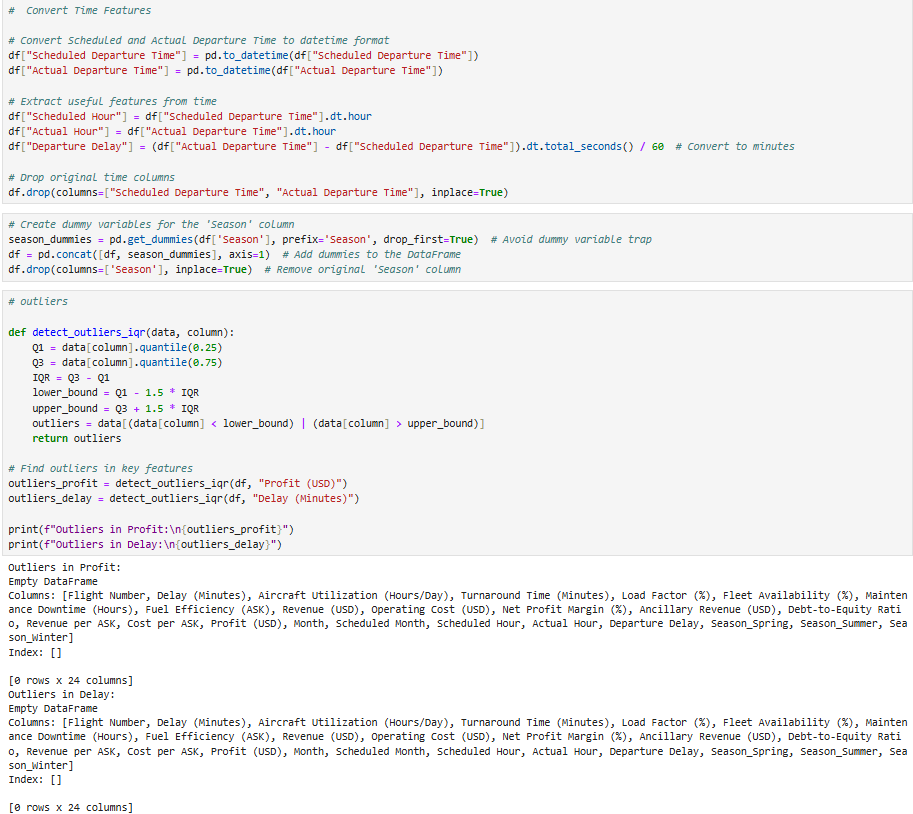 #  Convert Time Features
# Convert Scheduled and Actual Departure Time to datetime format
df["Scheduled Departure Time"] = pd.to_datetime(df["Scheduled Departure Time"])
df["Actual Departure Time"] = pd.to_datetime(df["Actual Departure Time"])
# Extract useful features from time
df["Scheduled Hour"] = df["Scheduled Departure Time"].dt.hour
df["Actual Hour"] = df["Actual Departure Time"].dt.hour
df["Departure Delay"] = (df["Actual Departure Time"] - df["Scheduled Departure Time"]).dt.total_seconds() / 60  # Convert to minutes
# Drop original time columns
df.drop(columns=["Scheduled Departure Time", "Actual Departure Time"], inplace=True)
# Create dummy variables for the 'Season' column
season_dummies = pd.get_dummies(df['Season'], prefix='Season', drop_first=True)  # Avoid dummy variable trap
df = pd.concat([df, season_dummies], axis=1)  # Add dummies to the DataFrame
df.drop(columns=['Season'], inplace=True)  # Remove original 'Season' column
# outliers
def detect_outliers_iqr(data, column):
    Q1 = data[column].quantile(0.25)
    Q3 = data[column].quantile(0.75)
    IQR = Q3 - Q1
    lower_bound = Q1 - 1.5 * IQR
    upper_bound = Q3 + 1.5 * IQR
    outliers = data[(data[column] < lower_bound) | (data[column] > upper_bound)]
    return outliers
# Find outliers in key features
outliers_profit = detect_outliers_iqr(df, "Profit (USD)")
outliers_delay = detect_outliers_iqr(df, "Delay (Minutes)")
print(f"Outliers in Profit:\n{outliers_profit}")
print(f"Outliers in Delay:\n{outliers_delay}")
Outliers in Profit:
Empty DataFrame
Columns: [Flight Number, Delay (Minutes), Aircraft Utilization (Hours/Day), Turnaround Time (Minutes), Load Factor (%), Fleet Availability (%), Mainten
ance Downtime (Hours), Fuel Efficiency (ASK), Revenue (USD), Operating Cost (USD), Net Profit Margin (%), Ancillary Revenue (USD), Debt-to-Equity Rati
o, Revenue per ASK, Cost per ASK, Profit (USD), Month, Scheduled Month, Scheduled Hour, Actual Hour, Departure Delay, Season_Spring, Season_Summer, Sea
son_Winter]
Index: []
[0 rows x 24 columns]
Outliers in Delay:
Empty DataFrame
Columns: [Flight Number, Delay (Minutes), Aircraft Utilization (Hours/Day), Turnaround Time (Minutes), Load Factor (%), Fleet Availability (%), Mainten
ance Downtime (Hours), Fuel Efficiency (ASK), Revenue (USD), Operating Cost (USD), Net Profit Margin (%), Ancillary Revenue (USD), Debt-to-Equity Rati
o, Revenue per ASK, Cost per ASK, Profit (USD), Month, Scheduled Month, Scheduled Hour, Actual Hour, Departure Delay, Season_Spring, Season_Summer, Sea
son_Winter]
Index: []
[0 rows x 24 columns]